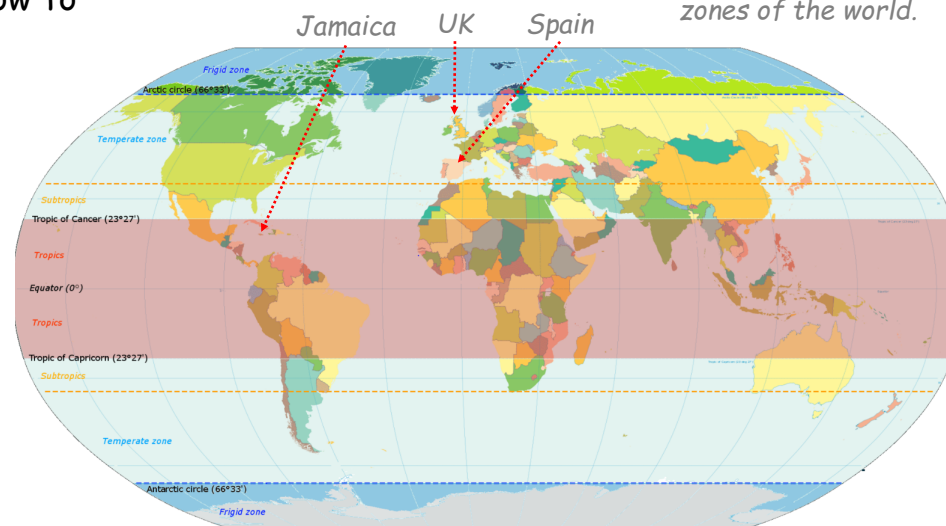 ow To
zones of the world.
Jamaica UK Spain
Frigid zone
Arctic circle (66°33')
Temperate zone
Subtropics
Tropic of Cancer (23°27')
Tropics
Equator (0°)
Tropics
Tropic of Capricorn (23°27')
Subtropics
Temperate zone
Antarctic circle (66°33')
Frigid zone